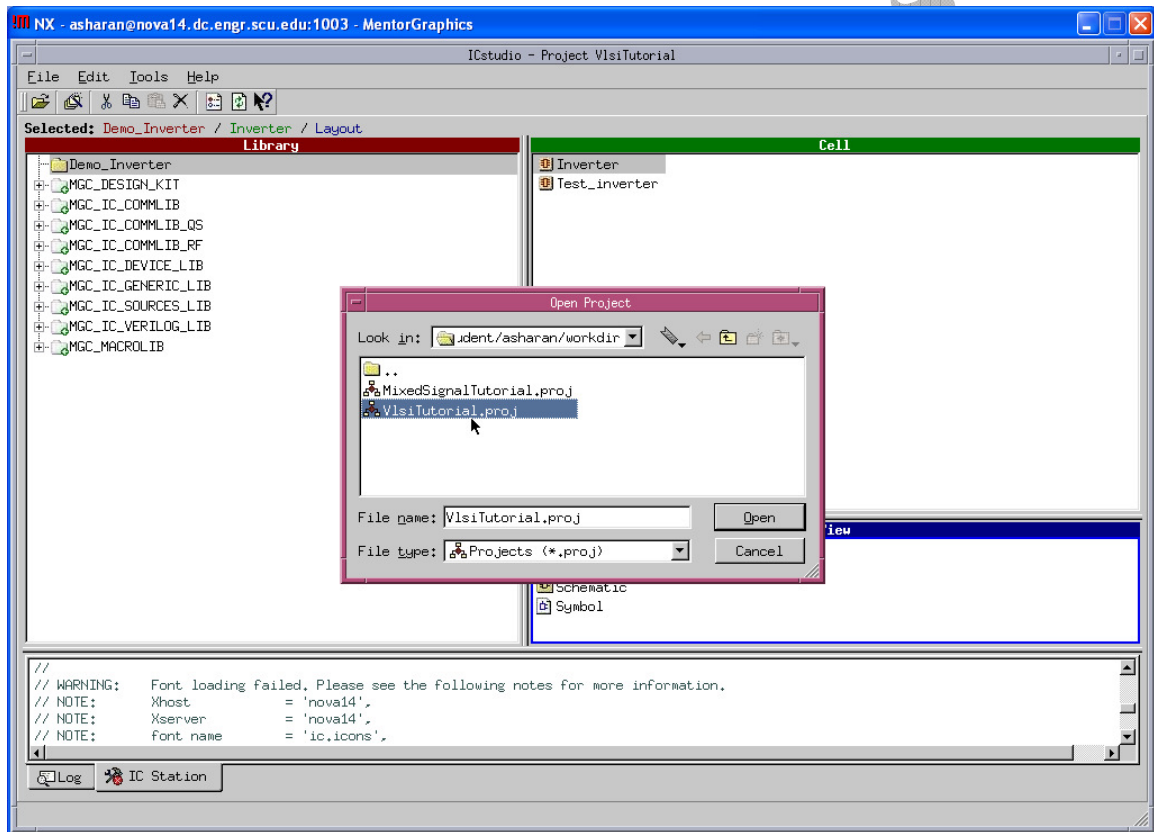 NX - asharan@nova14.dc.engr.scu.edu:1003 - MentorGraphics
ICstudio - Project VlsiTutorial
File Edit Tools Help
Selected: Demo_Inverter / Inverter / Layout
Library
Demo_Inverter
MGC_DESIGN_KIT
MGC_IC_COMMLIB
MGC_IC_COMMLIB_QS
MGC_IC_COMMLIB_RF
MGC_IC_DEVICE_LIB
MGC_IC_GENERIC_LIB
MGC_IC_SOURCES_LIB
MGC_IC_VERILOG_LIB
MGC_MACROLIB
Cell
Inverter
Test_inverter
Open Project
Look in: udent/asharan/workdir
..
MixedSignalTutorial.proj
VlsiTutorial.proj
File name: VlsiTutorial.proj Open
File type: Projects (*.proj) Cancel
iew
Schematic
Symbol
//
// WARNING: Font loading failed. Please see the following notes for more information.
// NOTE: Xhost = 'nova14',
// NOTE: Xserver = 'nova14',
// NOTE: font name = 'ic.icons',
Log IC Station